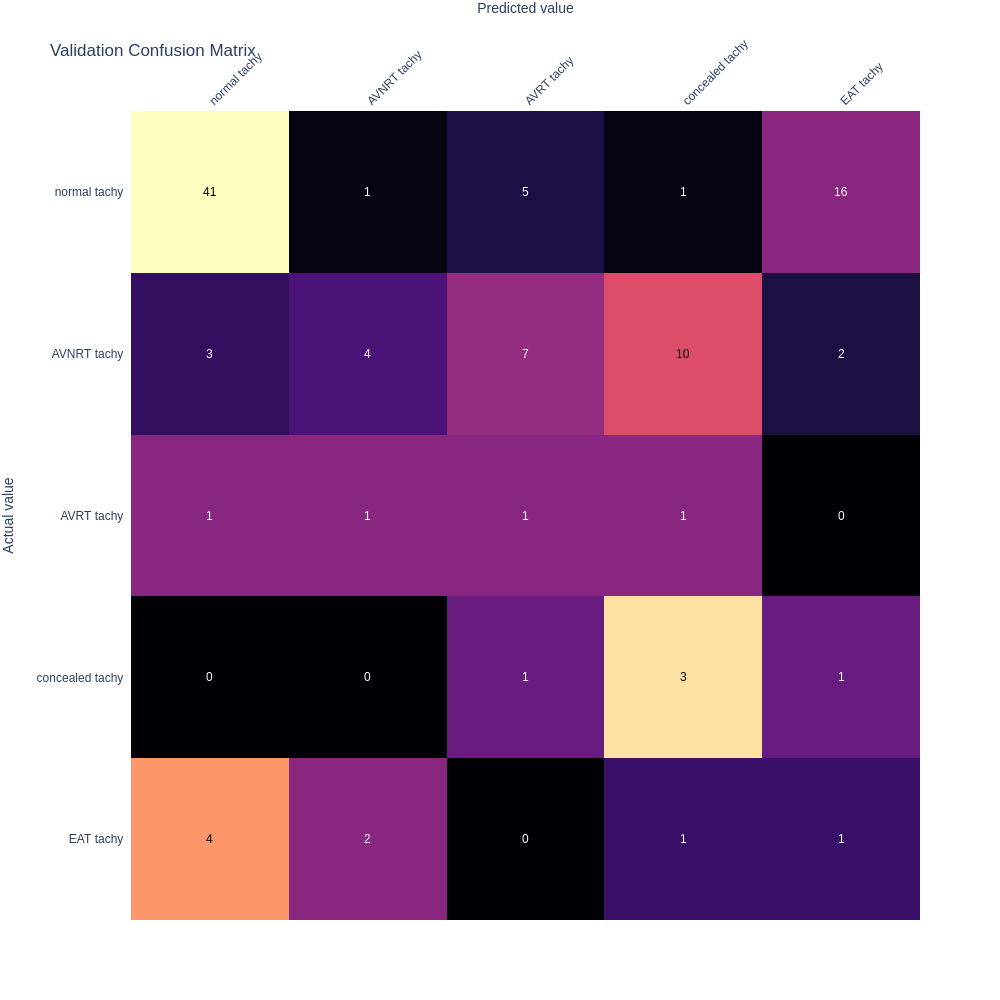 Predicted value
Validation Confusion Matrix
normal tachy AVNRT tachy AVRT tachy concealed tachy EAT tachy
normal tachy 41 1 5 1 16
AVNRT tachy 3 4 7 10 2
Actual value
AVRT tachy 1 1 1 1 0
concealed tachy 0 0 1 3 1
EAT tachy 4 2 0 1 1